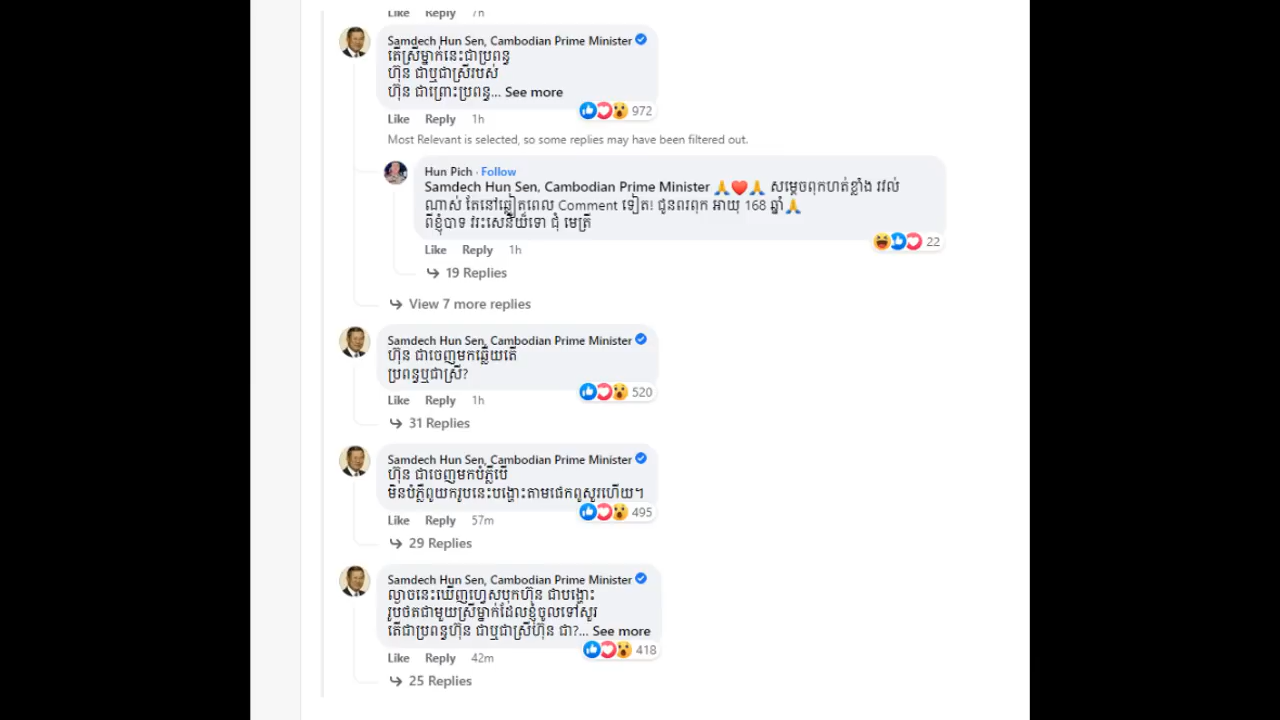 Like Reply 7h
Samdech Hun Sen, Cambodian Prime Minister
តើស្រីម្នាក់នេះជាប្រពន្ធ
ហ៊ុន ជាឬជាស្រីរបស់
ហ៊ុន ជាព្រោះប្រពន្ធ... See more
972
Like Reply 1h
Most Relevant is selected, so some replies may have been filtered out.
Hun Pich · Follow
Samdech Hun Sen, Cambodian Prime Minister 🙏❤️🙏 សម្តេចពុកហត់ខ្លាំង រវល់
ណាស់ តែនៅឆ្លៀតពេល Comment ទៀត! ជូនពរពុក អាយុ 168 ឆ្នាំ🙏
ពីខ្ញុំបាទ វរះសេនីយ៍ទោ ជុំ មេត្រី
22
Like Reply 1h
19 Replies
View 7 more replies
Samdech Hun Sen, Cambodian Prime Minister
ហ៊ុន ជាចេញមកឆ្លើយតើ
ប្រពន្ធឬជាស្រី?
520
Like Reply 1h
31 Replies
Samdech Hun Sen, Cambodian Prime Minister
ហ៊ុន ជាចេញមកបំភ្លឺបើ
មិនបំភ្លឺពូយករូបនេះបង្ហោះតាមផេកពូសួរហើយ។
495
Like Reply 57m
29 Replies
Samdech Hun Sen, Cambodian Prime Minister
ល្ងាចនេះឃើញហ្វេសប៊ុកហ៊ុន ជាបង្ហោះ
រូបថតជាមួយស្រីម្នាក់ដែលខ្ញុំចូលទៅសួរ
តើជាប្រពន្ធហ៊ុន ជាឬជាស្រីហ៊ុន ជា?... See more
418
Like Reply 42m
25 Replies